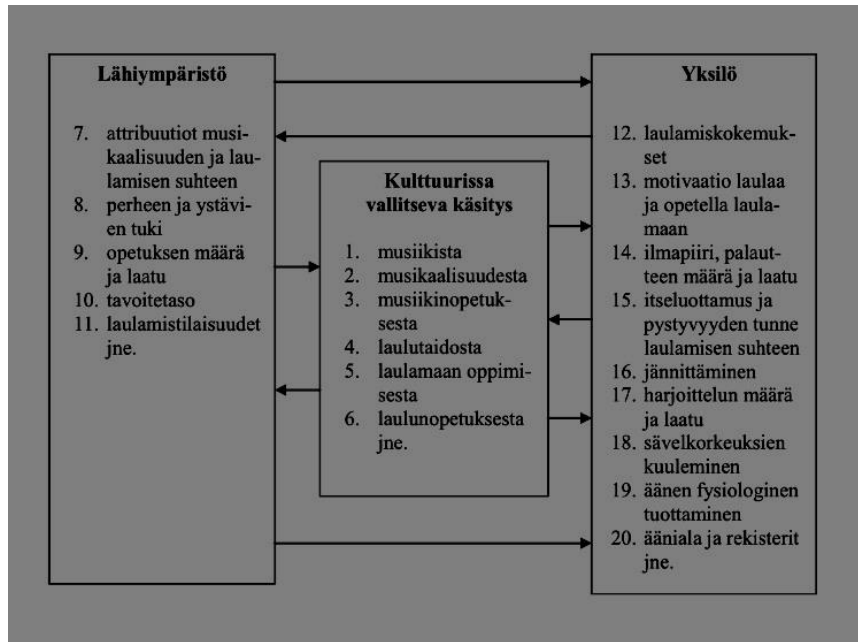 Lähiympäristö
7. attribuutiot musi-
kaalisuuden ja lau-
lamisen suhteen
8. perheen ja ystävi-
en tuki
9. opetuksen määrä
ja laatu
10. tavoitetaso
11. laulamistilaisuudet
jne.
Kulttuurissa
vallitseva käsitys
1. musiikista
2. musikaalisuudesta
3. musiikinopetuk-
sesta
4. laulutaidosta
5. laulamaan oppimi-
sesta
6. laulunopetuksesta
jne.
Yksilö
12. laulamiskokemuk-
set
13. motivaatio laulaa
ja opetella laula-
maan
14. ilmapiiri, palaut-
teen määrä ja laatu
15. itseluottamus ja
pystyvyyden tunne
laulamisen suhteen
16. jännittäminen
17. harjoittelun määrä
ja laatu
18. sävelkorkeuksien
kuuleminen
19. äänen fysiologinen
tuottaminen
20. ääniala ja rekisterit
jne.